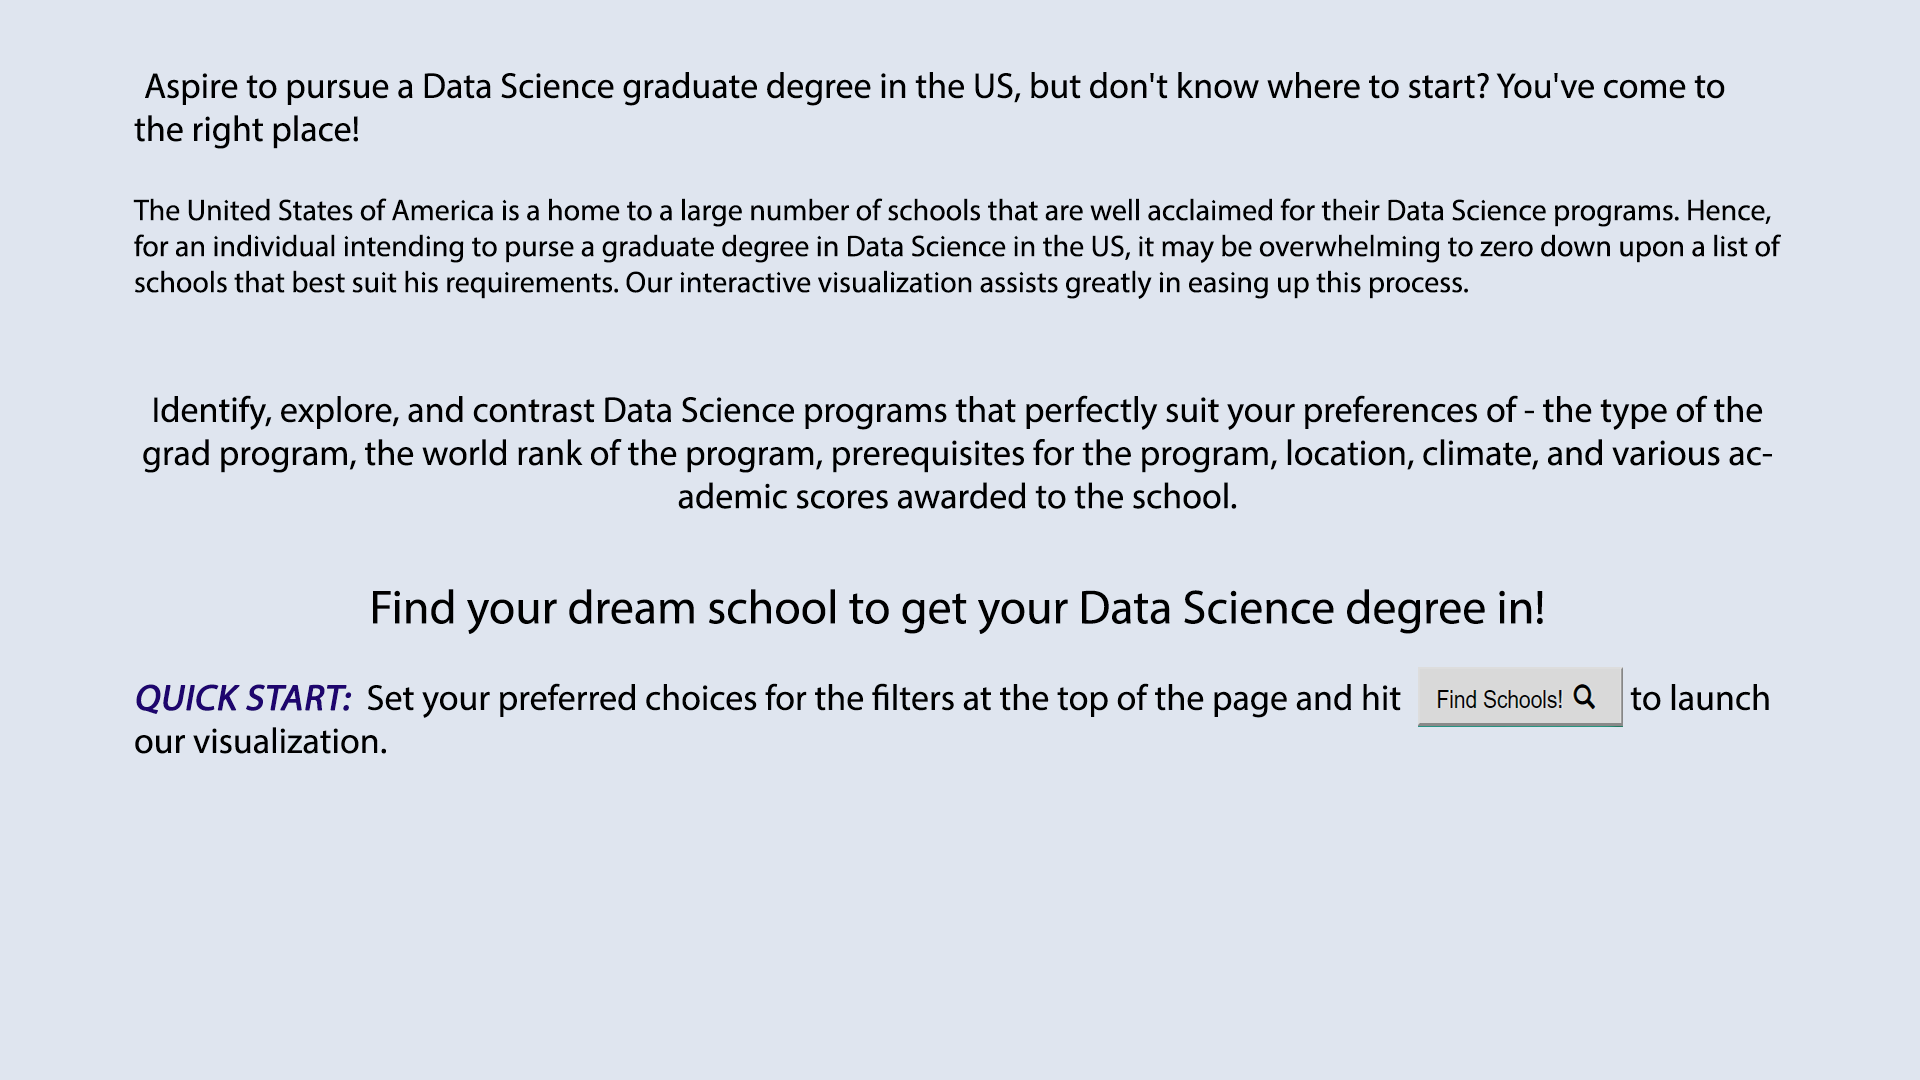 Aspire to pursue a Data Science graduate degree in the US, but don't know where to start? You've come to
the right place!
The United States of America is a home to a large number of schools that are well acclaimed for their Data Science programs. Hence,
for an individual intending to purse a graduate degree in Data Science in the US, it may be overwhelming to zero down upon a list of
schools that best suit his requirements. Our interactive visualization assists greatly in easing up this process.
Identify, explore, and contrast Data Science programs that perfectly suit your preferences of - the type of the
grad program, the world rank of the program, prerequisites for the program, location, climate, and various ac-
ademic scores awarded to the school.
Find your dream school to get your Data Science degree in!
QUICK START: Set your preferred choices for the filters at the top of the page and hit Find Schools! to launch
our visualization.